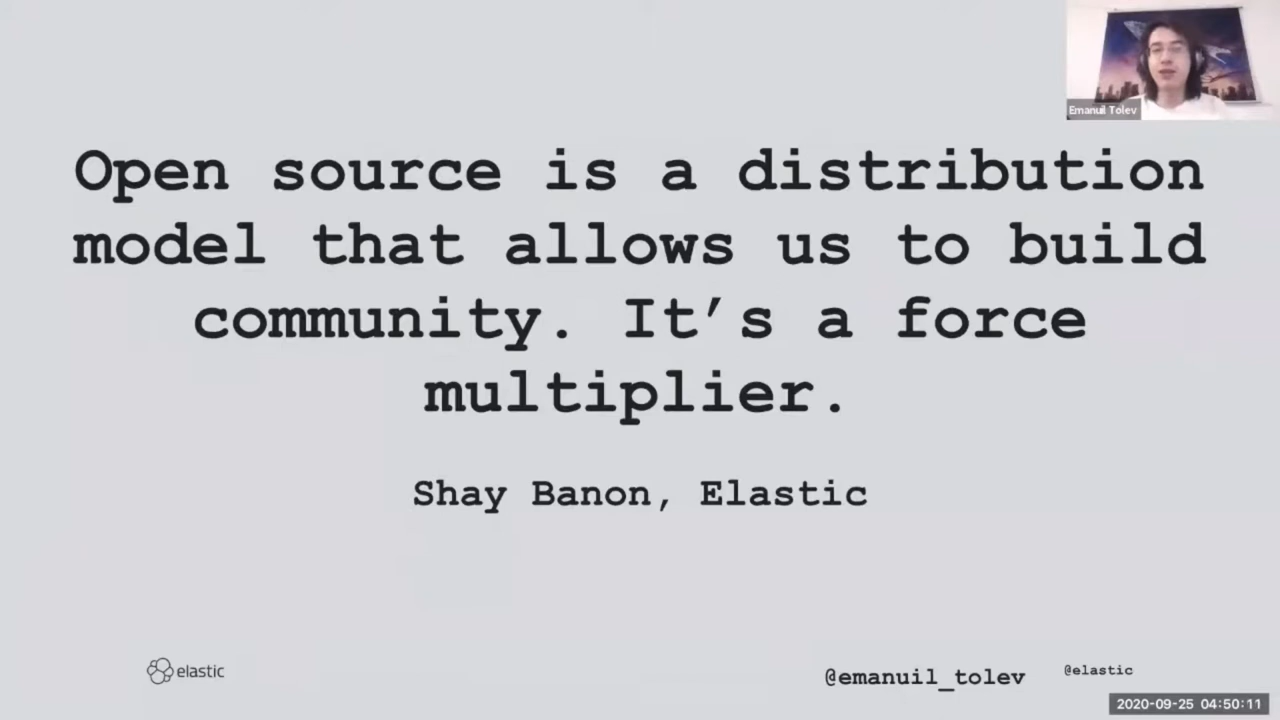 Emanuil Tolev
Open source is a distribution
model that allows us to build
community. It’s a force
multiplier.
Shay Banon, Elastic
elastic
@emanuil_tolev
@elastic
2020-09-25 04:50:11